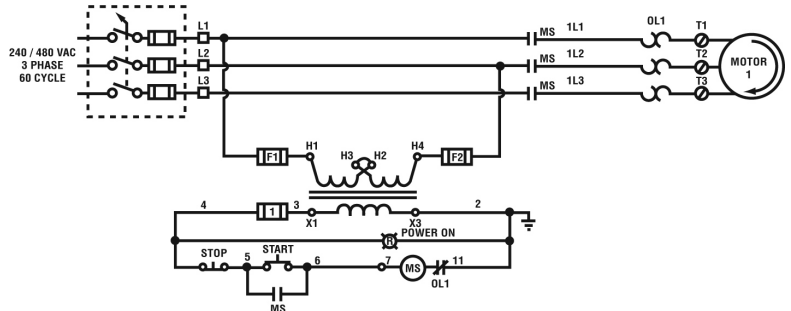 L1
1L1
OL1
T1
MS
L2
1L2
T2
240 / 480 VAC
3 PHASE
60 CYCLE
MS
MOTOR
1
L3
1L3
T3
MS
H1
H3
H2
H4
F1
F2
4
1
3
2
X1
X3
R
POWER ON
STOP
START
5
6
7
MS
11
OL1
MS